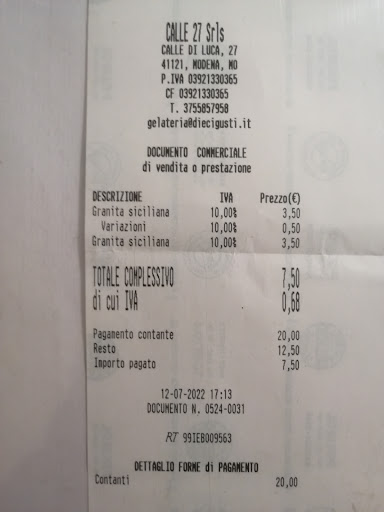 CALLE 27 Srls
CALLE DI LUCA, 27
41121, MODENA, MO
P.IVA 03921330365
CF 03921330365
T. 3755857958
gelateria@diecigusti.it
DOCUMENTO COMMERCIALE
di vendita o prestazione
DESCRIZIONE IVA Prezzo(€)
Granita siciliana 10,00% 3,50
Variazioni 10,00% 0,50
Granita siciliana 10,00% 3,50
TOTALE COMPLESSIVO 7,50
di cui IVA 0,68
Pagamento contante 20,00
Resto 12,50
Importo pagato 7,50
12-07-2022 17:13
DOCUMENTO N. 0524-0031
RT 99IEB009563
DETTAGLIO FORME di PAGAMENTO
Contanti 20,00